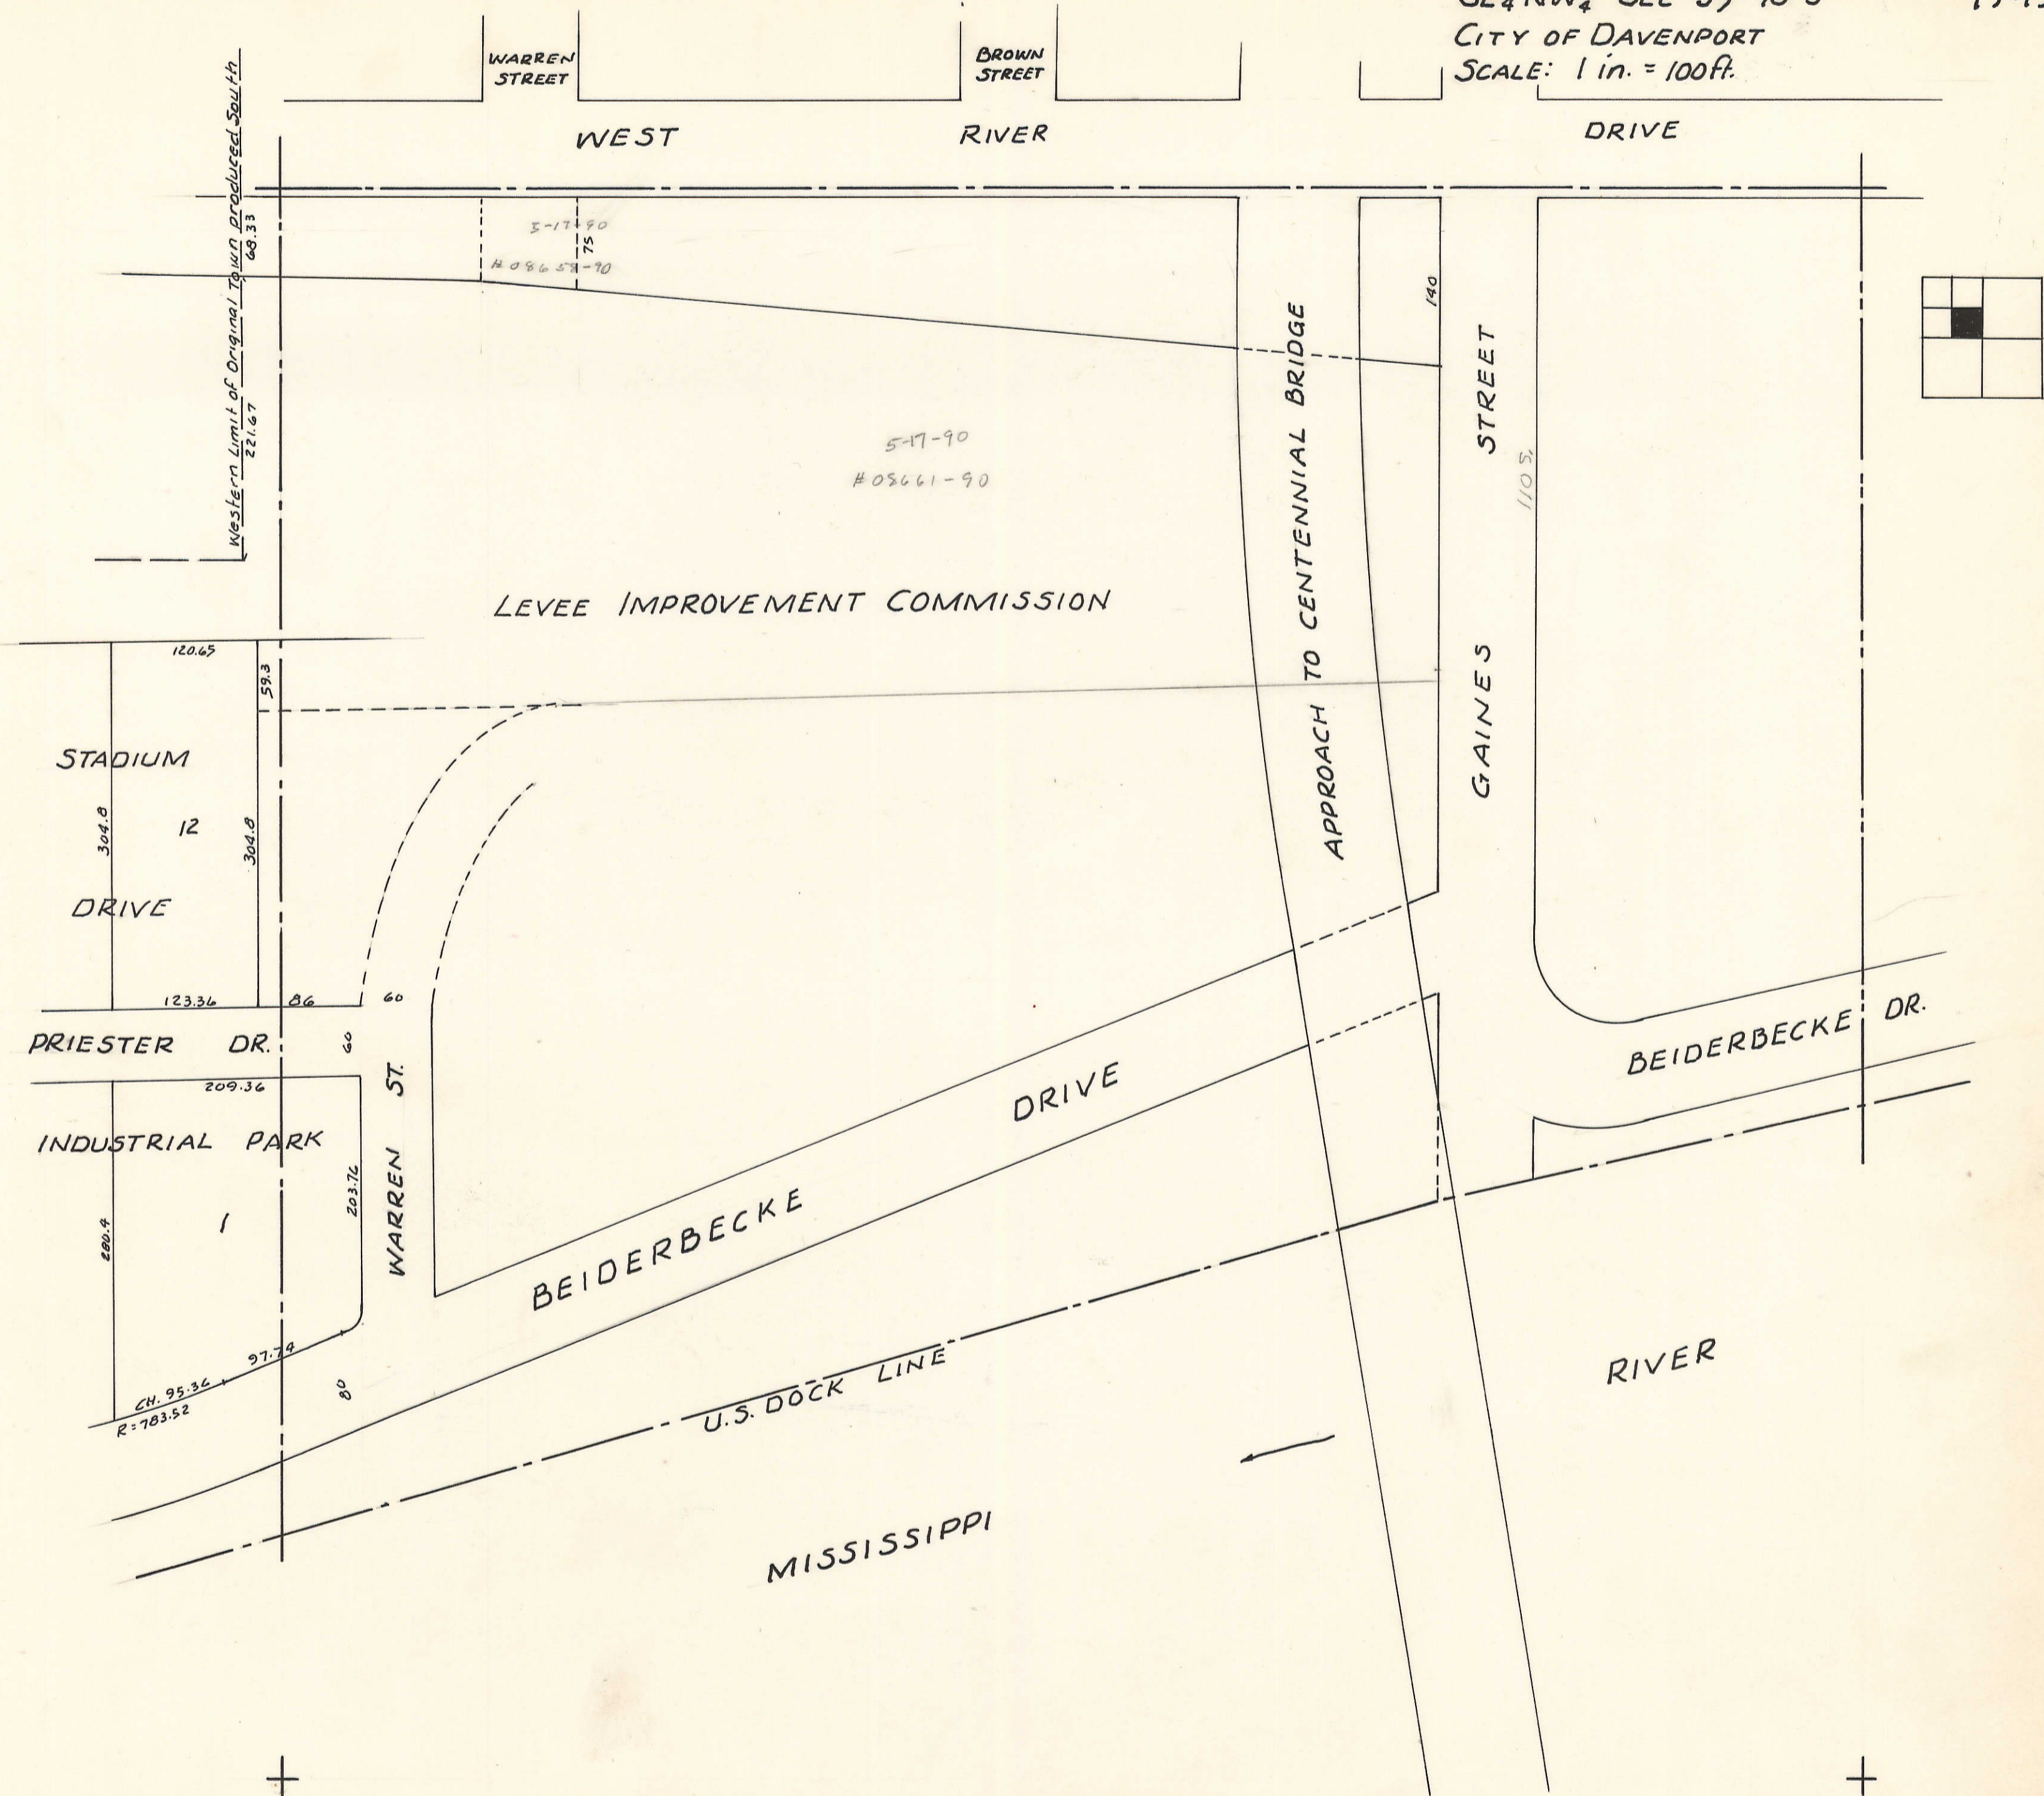 CITY OF DAVENPORT
SCALE: 1 in. = 100 ft.
WARREN
STREET
BROWN
STREET
WEST RIVER DRIVE
Western Limit of Original Town produced South
68.33
221.67
5-17-90
75
# 08658-90
140
5-17-90
#08661-90
APPROACH TO CENTENNIAL BRIDGE
GAINES STREET
1105.
LEVEE IMPROVEMENT COMMISSION
120.65
59.3
STADIUM
12
DRIVE
304.8
304.8
123.36
86
60
PRIESTER DR.
60
209.36
INDUSTRIAL PARK
1
280.4
203.76
WARREN ST.
97.74
CH. 95.36
R=783.52
80
BEIDERBECKE DRIVE
BEIDERBECKE DR.
U.S. DOCK LINE
MISSISSIPPI RIVER